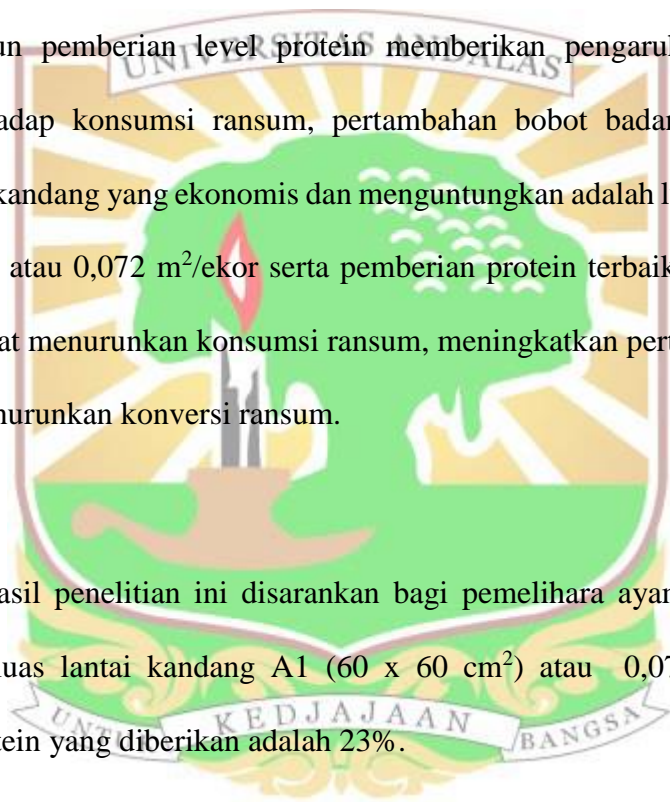 UNIVERSITAS ANDALAS
un pemberian level protein memberikan pengaruh
adap konsumsi ransum, pertambahan bobot badan
kandang yang ekonomis dan menguntungkan adalah l
atau 0,072 m²/ekor serta pemberian protein terbaik
at menurunkan konsumsi ransum, meningkatkan pert
nurunkan konversi ransum.
asil penelitian ini disarankan bagi pemelihara ayam
luas lantai kandang A1 (60 x 60 cm²) atau 0,07
tein yang diberikan adalah 23%.
UNTUK KEDJAJAAN BANGSA